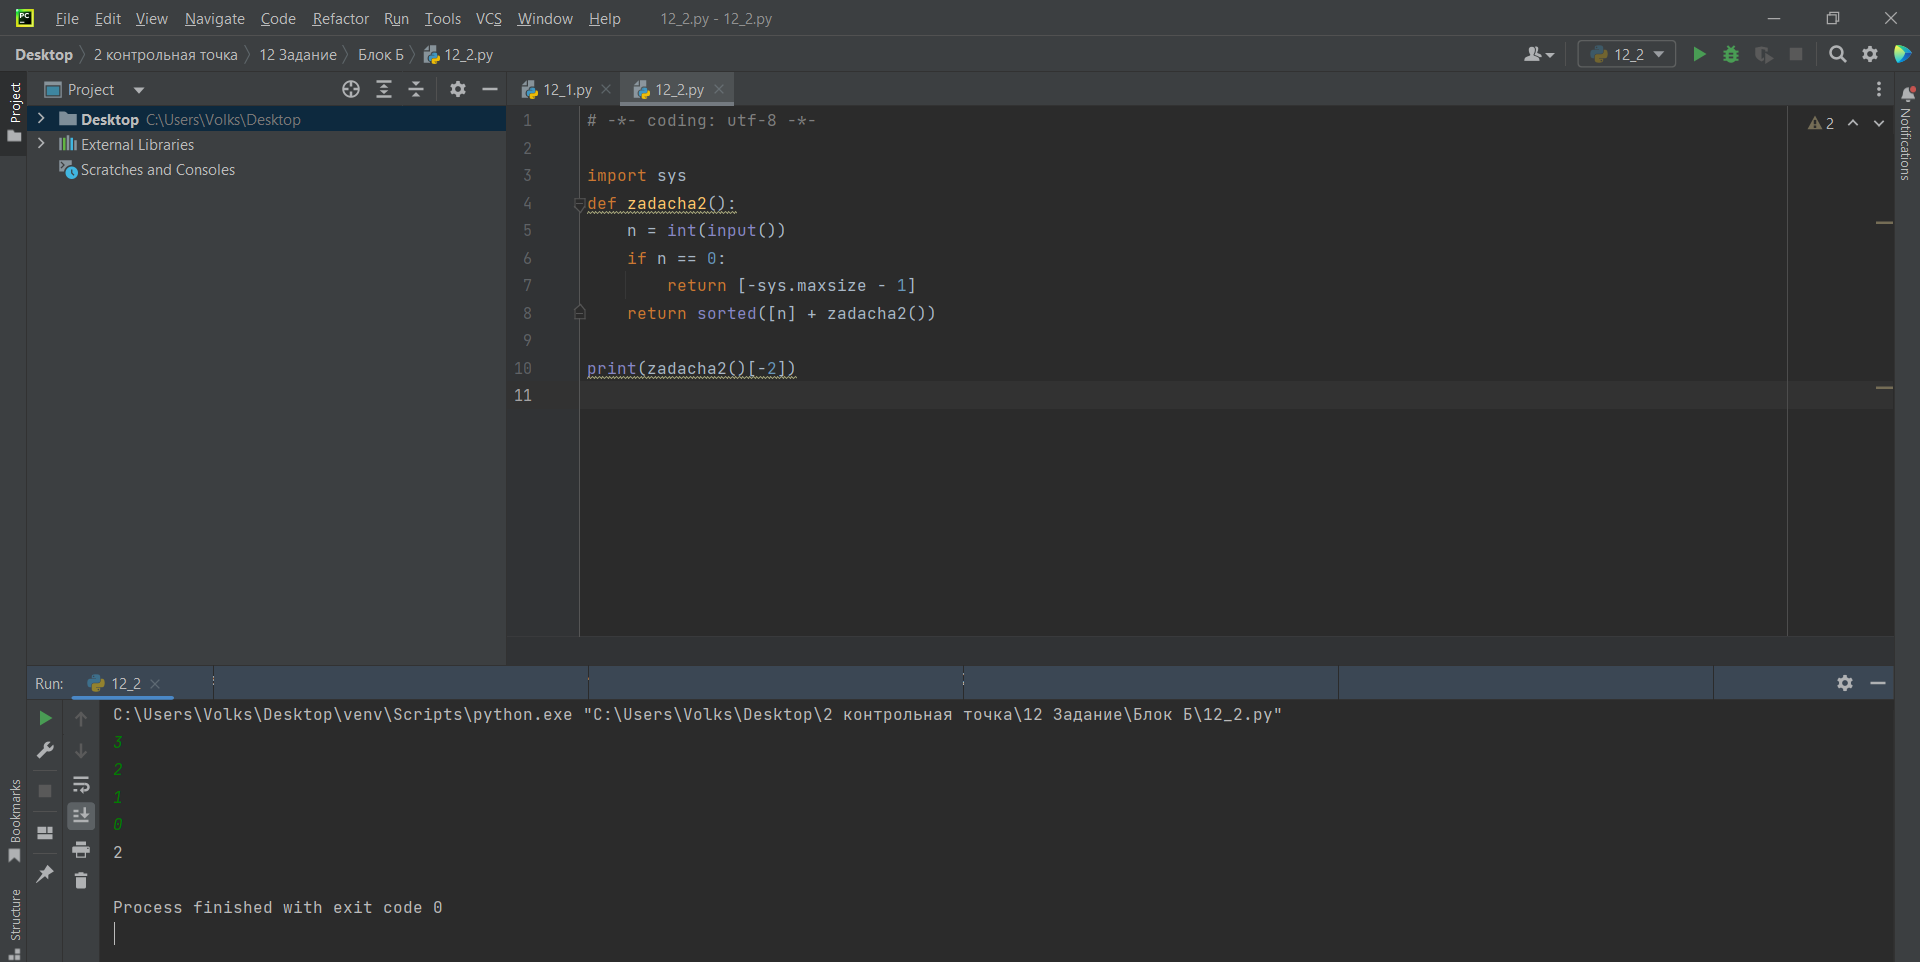 File Edit View Navigate Code Refactor Run Tools VCS Window Help 12_2.py - 12_2.py
Desktop 2 контрольная точка 12 Задание Блок Б 12_2.py
12_2
Project
Project
12_1.py
12_2.py
Desktop C:\Users\Volks\Desktop
External Libraries
Scratches and Consoles
1 # -*- coding: utf-8 -*-
2
3 import sys
4 def zadacha2():
5 n = int(input())
6 if n == 0:
7 return [-sys.maxsize - 1]
8 return sorted([n] + zadacha2())
9
10 print(zadacha2()[-2])
11
2
Notifications
Run: 12_2
C:\Users\Volks\Desktop\venv\Scripts\python.exe "C:\Users\Volks\Desktop\2 контрольная точка\12 Задание\Блок Б\12_2.py"
3
2
1
0
2
Process finished with exit code 0
Bookmarks
Structure